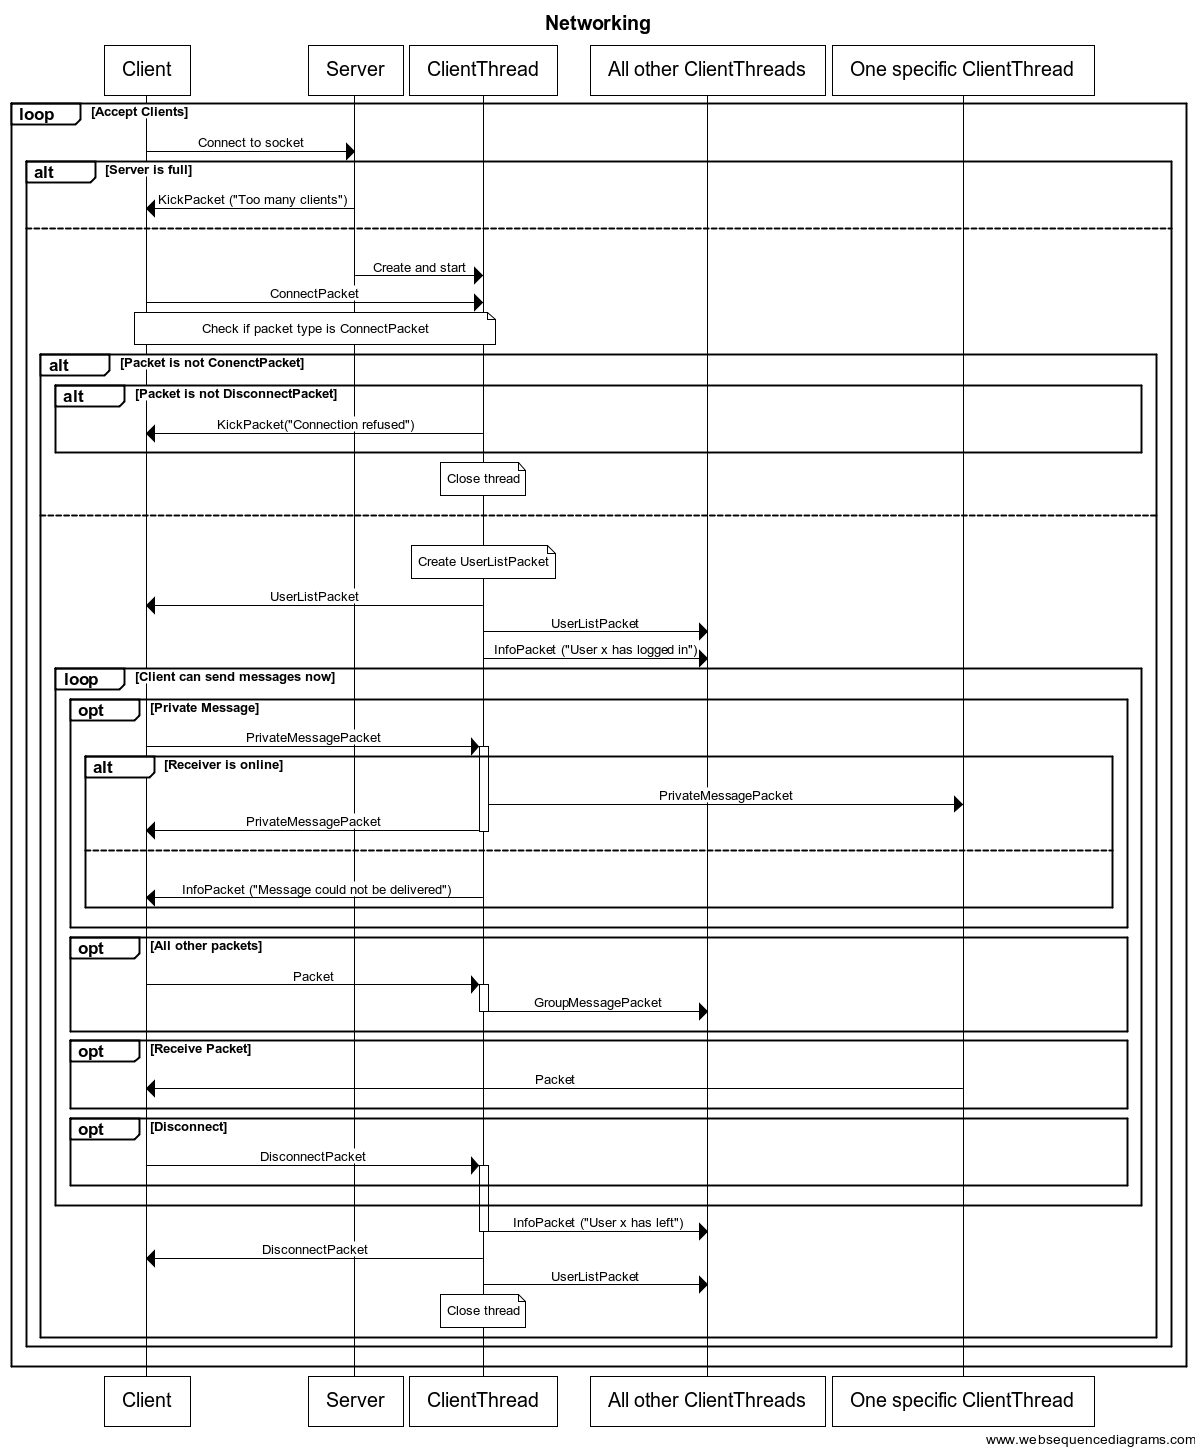 Networking
Client
Server
ClientThread
All other ClientThreads
One specific ClientThread
loop
[Accept Clients]
Connect to socket
alt
[Server is full]
KickPacket ("Too many clients")
Create and start
ConnectPacket
Check if packet type is ConnectPacket
alt
[Packet is not ConenctPacket]
alt
[Packet is not DisconnectPacket]
KickPacket("Connection refused")
Close thread
Create UserListPacket
UserListPacket
UserListPacket
InfoPacket ("User x has logged in")
loop
[Client can send messages now]
opt
[Private Message]
PrivateMessagePacket
alt
[Receiver is online]
PrivateMessagePacket
PrivateMessagePacket
InfoPacket ("Message could not be delivered")
opt
[All other packets]
Packet
GroupMessagePacket
opt
[Receive Packet]
Packet
opt
[Disconnect]
DisconnectPacket
InfoPacket ("User x has left")
DisconnectPacket
UserListPacket
Close thread
Client
Server
ClientThread
All other ClientThreads
One specific ClientThread
www.websequencediagrams.com